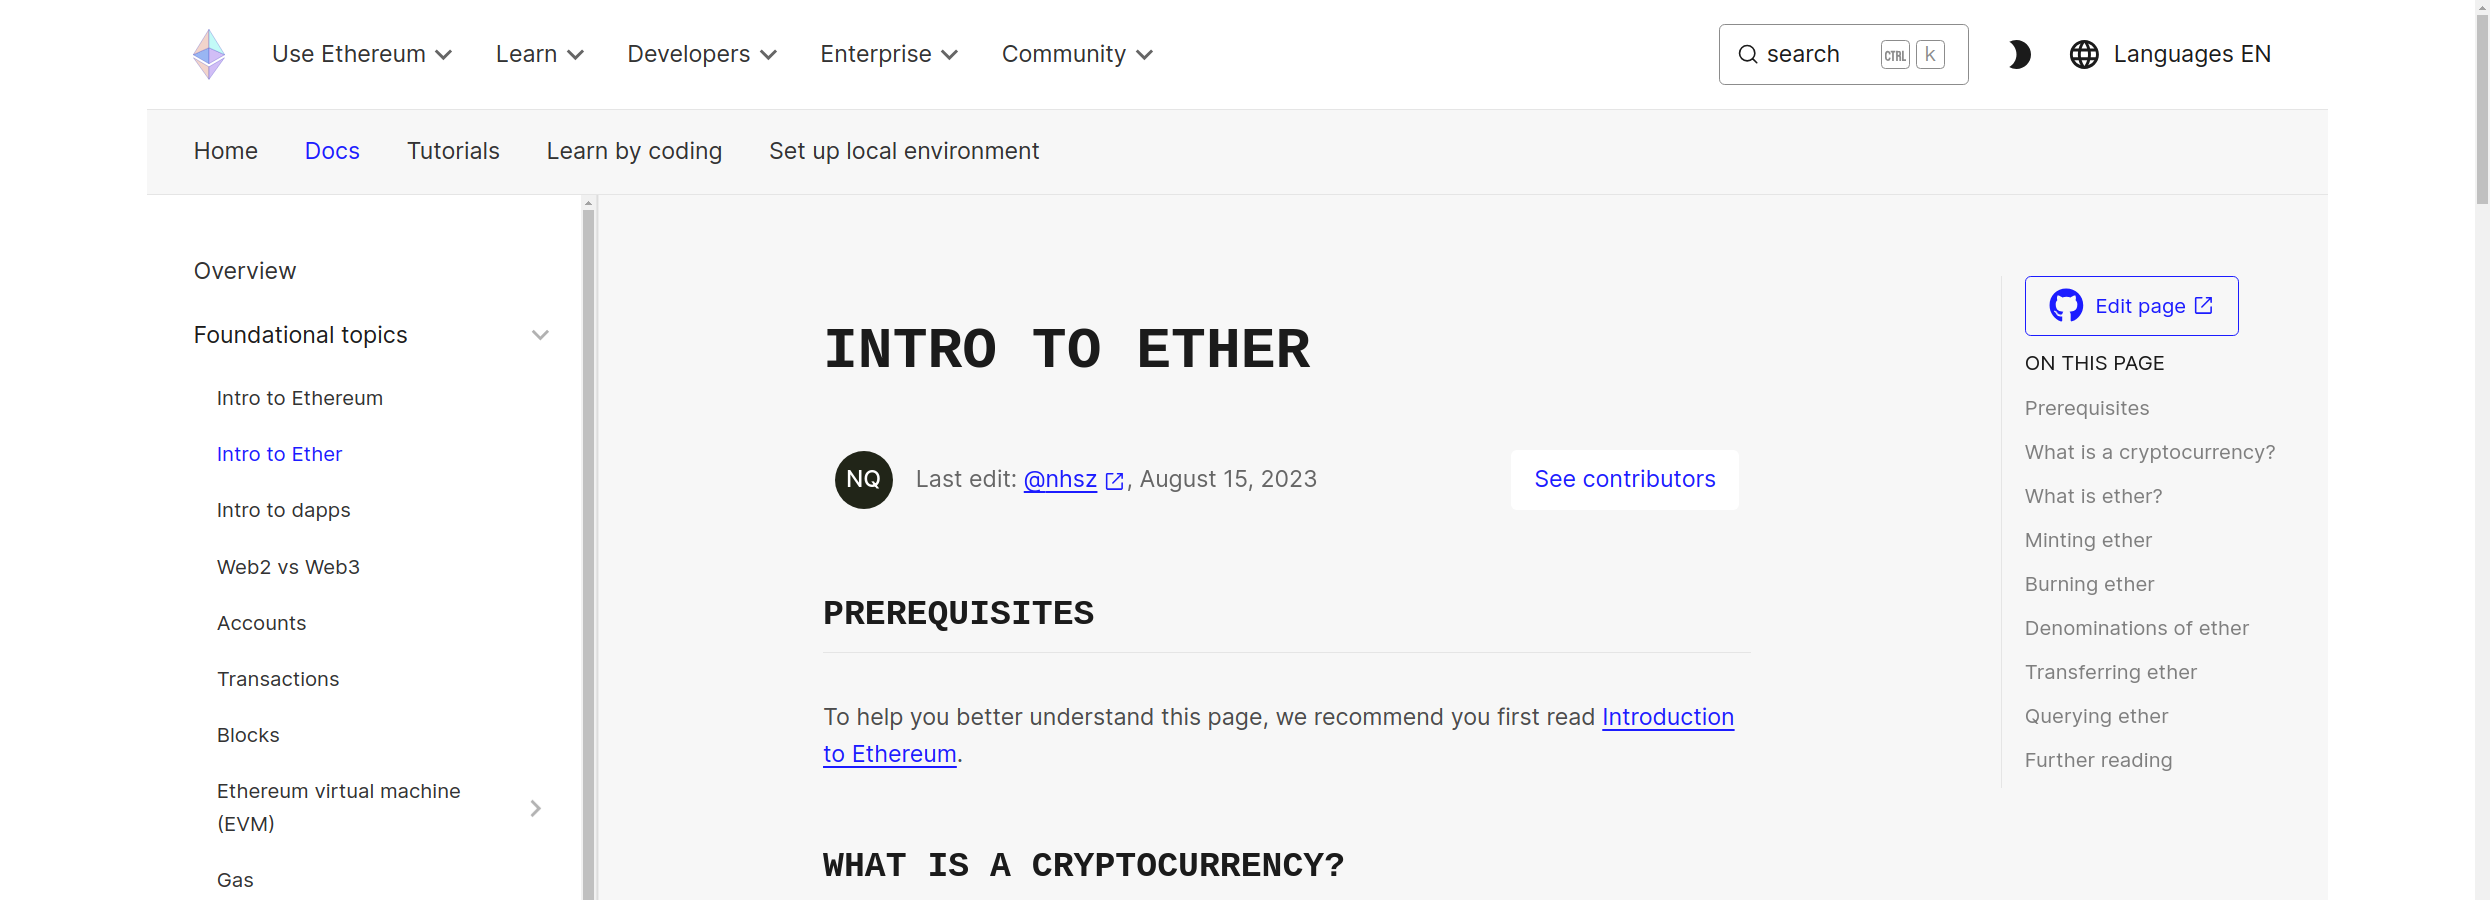 Use Ethereum Learn Developers Enterprise Community search CTRL k Languages EN
Home Docs Tutorials Learn by coding Set up local environment
Overview
Foundational topics
Intro to Ethereum
Intro to Ether
Intro to dapps
Web2 vs Web3
Accounts
Transactions
Blocks
Ethereum virtual machine
(EVM)
Gas
INTRO TO ETHER
NQ Last edit: @nhsz , August 15, 2023 See contributors
PREREQUISITES
To help you better understand this page, we recommend you first read Introduction
to Ethereum.
WHAT IS A CRYPTOCURRENCY?
Edit page
ON THIS PAGE
Prerequisites
What is a cryptocurrency?
What is ether?
Minting ether
Burning ether
Denominations of ether
Transferring ether
Querying ether
Further reading